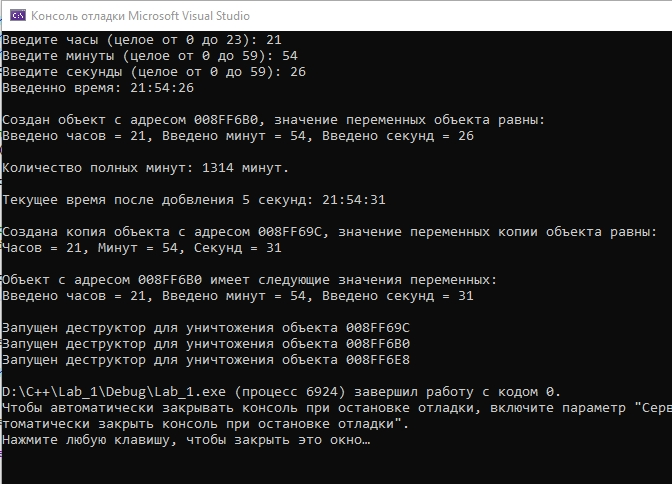 Консоль отладки Microsoft Visual Studio
Введите часы (целое от 0 до 23): 21
Введите минуты (целое от 0 до 59): 54
Введите секунды (целое от 0 до 59): 26
Введенно время: 21:54:26
Создан объект с адресом 008FF6B0, значение переменных объекта равны:
Введено часов = 21, Введено минут = 54, Введено секунд = 26
Количество полных минут: 1314 минут.
Текущее время после добвления 5 секунд: 21:54:31
Создана копия объекта с адресом 008FF69C, значение переменных копии объекта равны:
Часов = 21, Минут = 54, Секунд = 31
Объект с адресом 008FF6B0 имеет следующие значения переменных:
Введено часов = 21, Введено минут = 54, Введено секунд = 31
Запущен деструктор для уничтожения объекта 008FF69C
Запущен деструктор для уничтожения объекта 008FF6B0
Запущен деструктор для уничтожения объекта 008FF6E8
D:\C++\Lab_1\Debug\Lab_1.exe (процесс 6924) завершил работу с кодом 0.
Чтобы автоматически закрывать консоль при остановке отладки, включите параметр "Серв
томатически закрыть консоль при остановке отладки".
Нажмите любую клавишу, чтобы закрыть это окно…